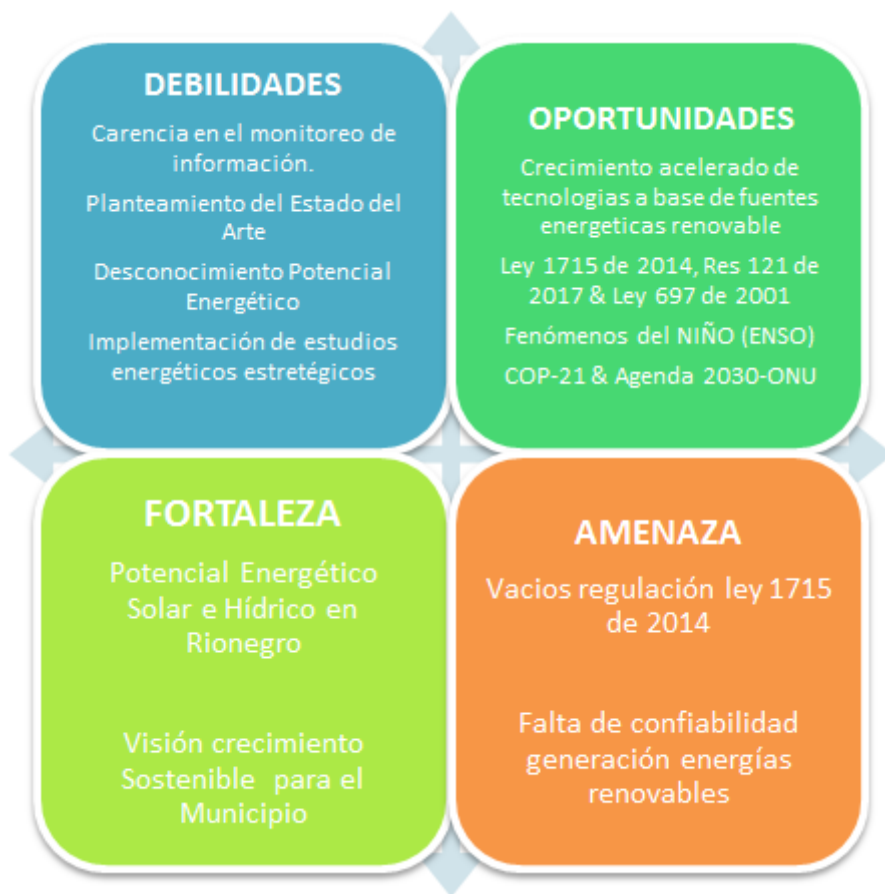 DEBILIDADES
Carencia en el monitoreo de
información.
Planteamiento del Estado del
Arte
Desconocimiento Potencial
Energético
Implementación de estudios
energéticos estretégicos
OPORTUNIDADES
Crecimiento acelerado de
tecnologias a base de fuentes
energeticas renovable
Ley 1715 de 2014, Res 121 de
2017 & Ley 697 de 2001
Fenómenos del NIÑO (ENSO)
COP-21 & Agenda 2030-ONU
FORTALEZA
Potencial Energético
Solar e Hídrico en
Rionegro
Visión crecimiento
Sostenible para el
Municipio
AMENAZA
Vacios regulación ley 1715
de 2014
Falta de confiabilidad
generación energías
renovables